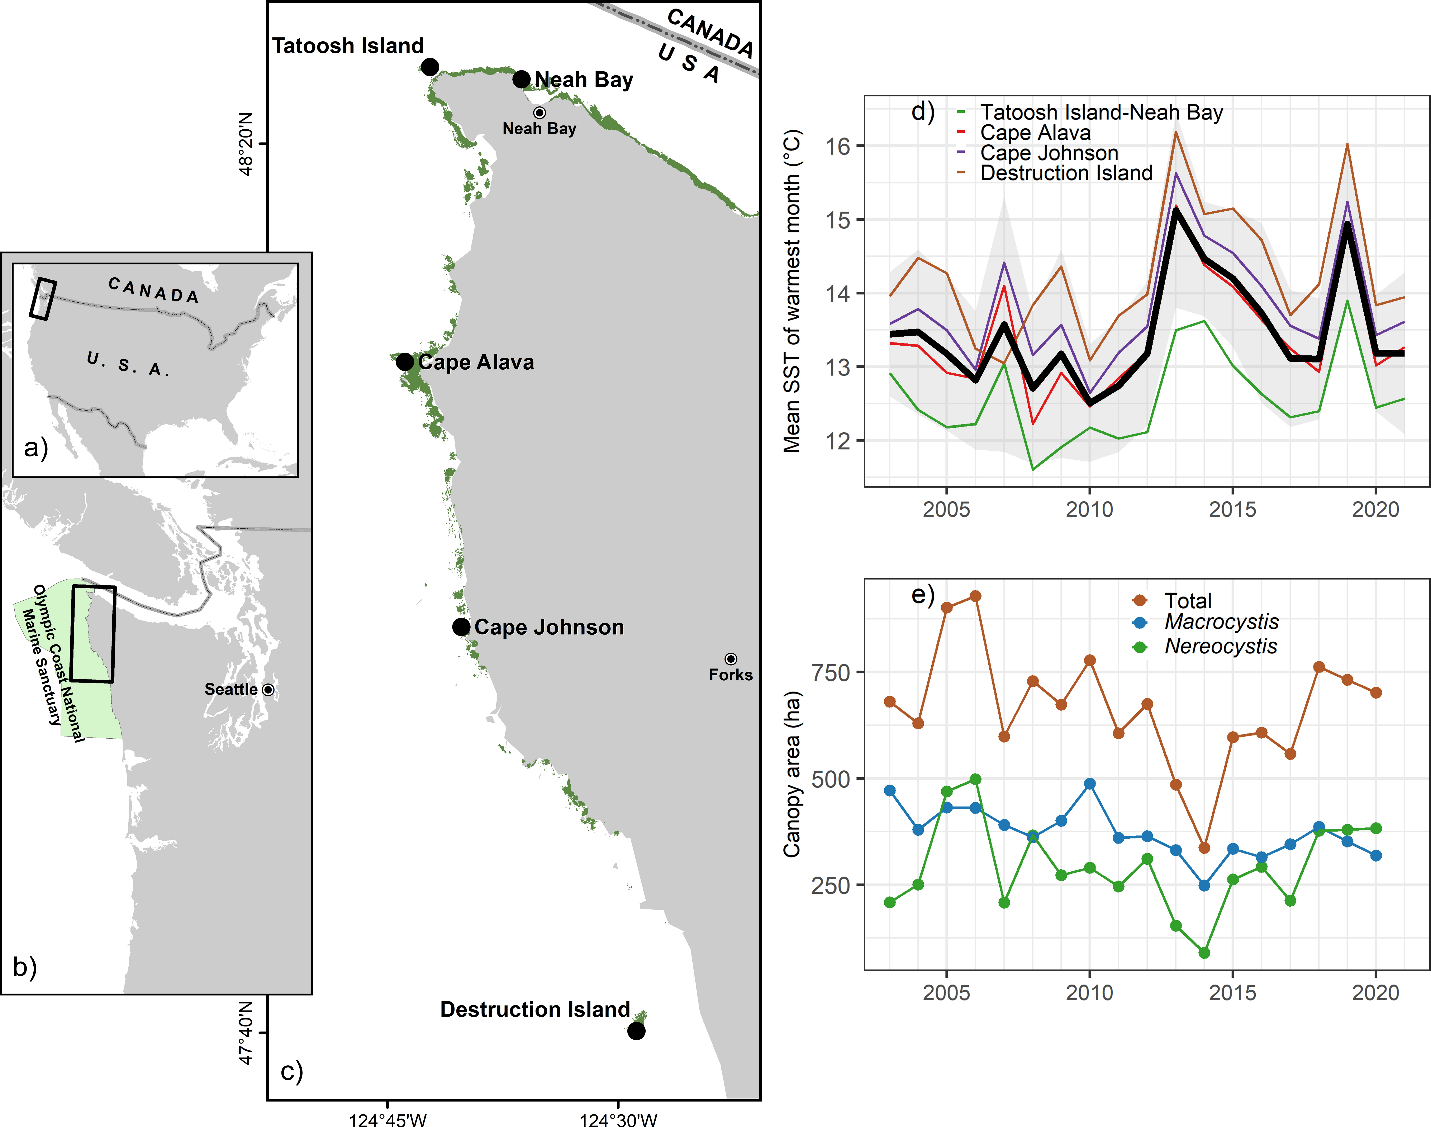 CANADA
U. S. A.
a)
Olympic Coast National
Marine Sanctuary
Seattle
b)
48°20'N
47°40'N
CANADA
U S A
Tatoosh Island
Neah Bay
Neah Bay
Cape Alava
Cape Johnson
Forks
Destruction Island
c)
124°45'W
124°30'W
d)
Tatoosh Island-Neah Bay
Cape Alava
Cape Johnson
Destruction Island
Mean SST of warmest month (°C)
16
15
14
13
12
2005
2010
2015
2020
e)
Total
Macrocystis
Nereocystis
Canopy area (ha)
750
500
250
2005
2010
2015
2020